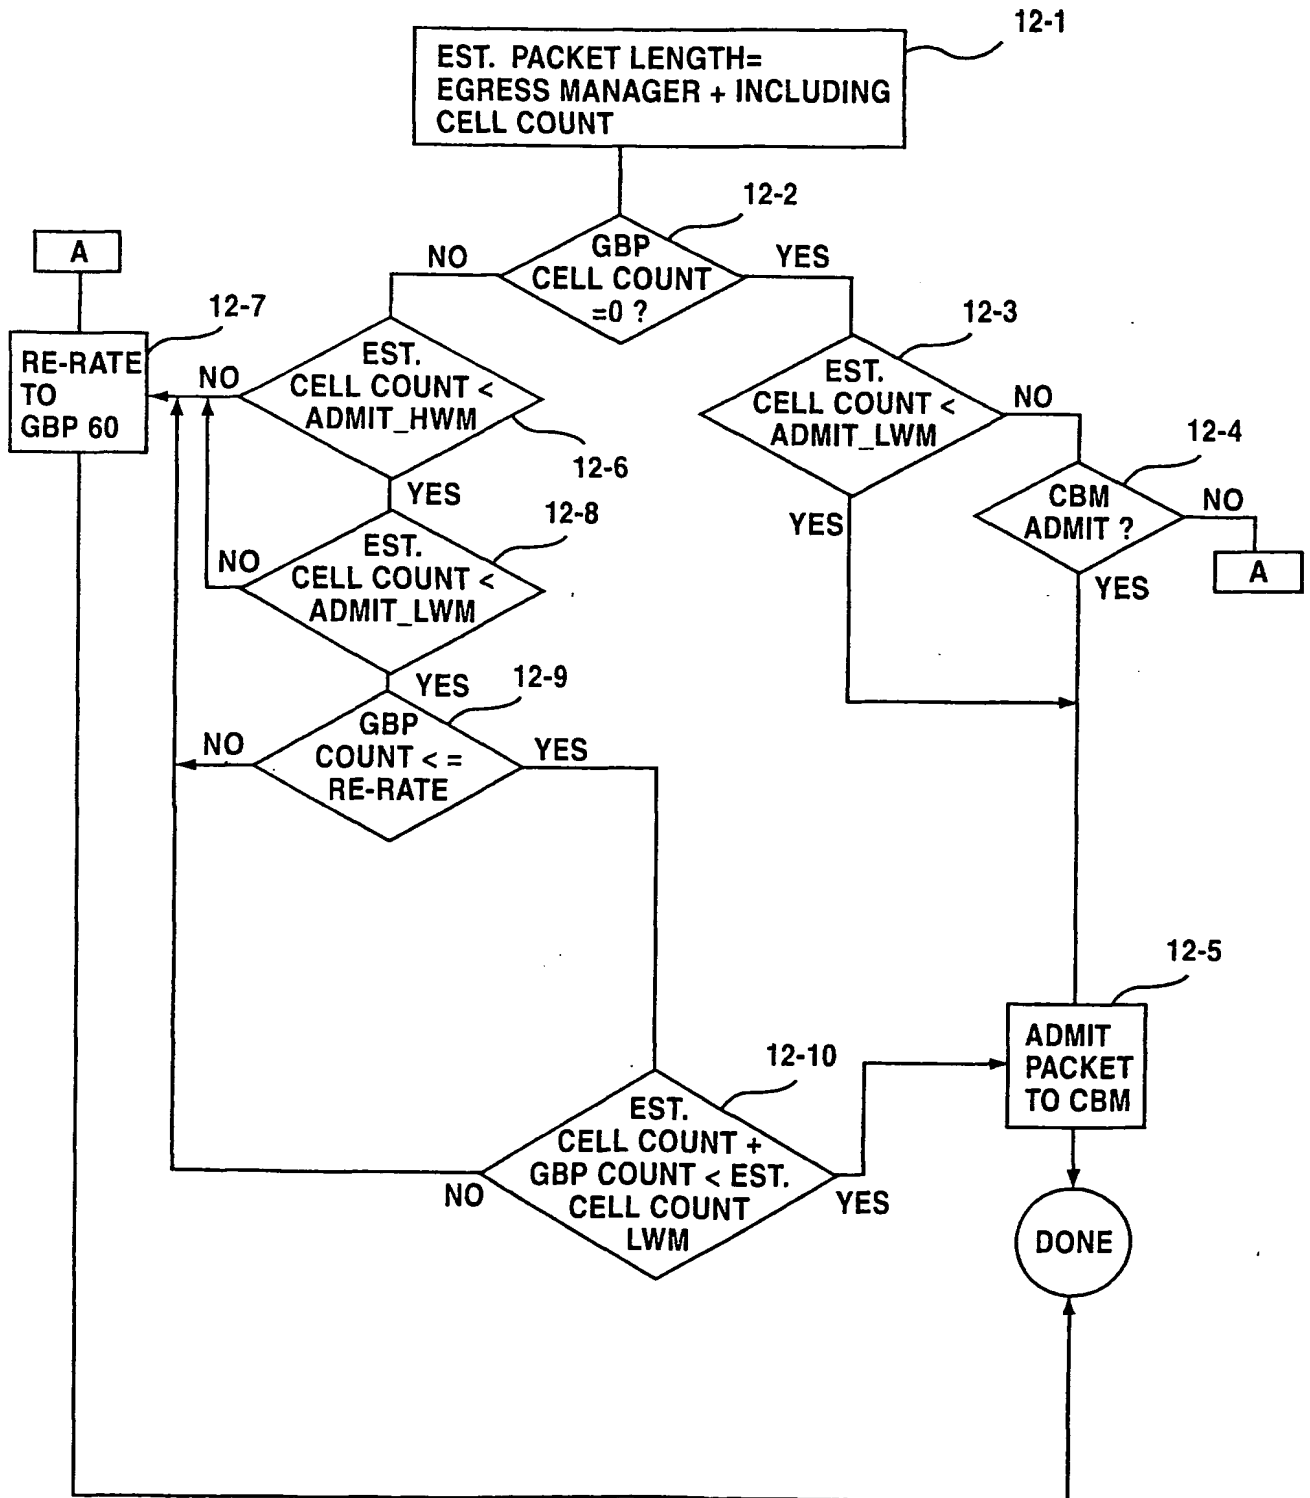 12-1
EST. PACKET LENGTH=
EGRESS MANAGER + INCLUDING
CELL COUNT
12-2
GBP
CELL COUNT
=0 ?
NO
YES
A
12-7
RE-RATE
TO
GBP 60
NO
EST.
CELL COUNT <
ADMIT_HWM
12-6
YES
12-3
EST.
CELL COUNT <
ADMIT_LWM
NO
YES
12-4
CBM
ADMIT ?
NO
A
YES
12-8
EST.
CELL COUNT <
ADMIT_LWM
NO
YES
12-9
GBP
COUNT < =
RE-RATE
NO
YES
12-10
EST.
CELL COUNT +
GBP COUNT < EST.
CELL COUNT
LWM
NO
YES
12-5
ADMIT
PACKET
TO CBM
DONE